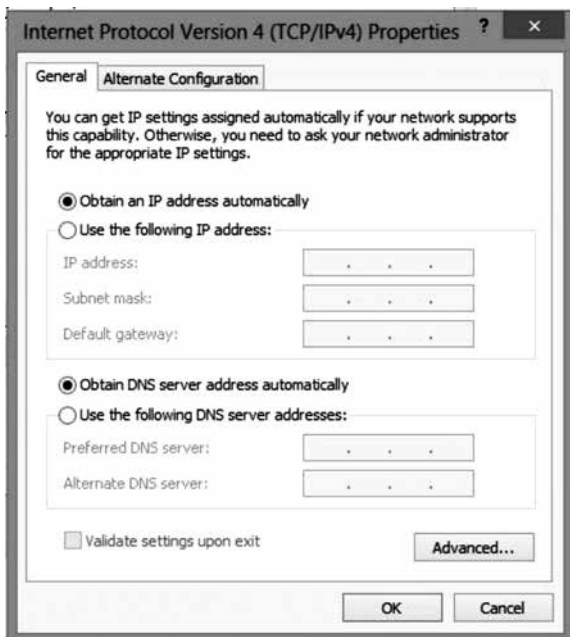 Internet Protocol Version 4 (TCP/IPv4) Properties ? ×
General Alternate Configuration
You can get IP settings assigned automatically if your network supports
this capability. Otherwise, you need to ask your network administrator
for the appropriate IP settings.
Obtain an IP address automatically
Use the following IP address:
IP address: . . .
Subnet mask: . . .
Default gateway: . . .
Obtain DNS server address automatically
Use the following DNS server addresses:
Preferred DNS server: . . .
Alternate DNS server: . . .
Validate settings upon exit
Advanced...
OK Cancel